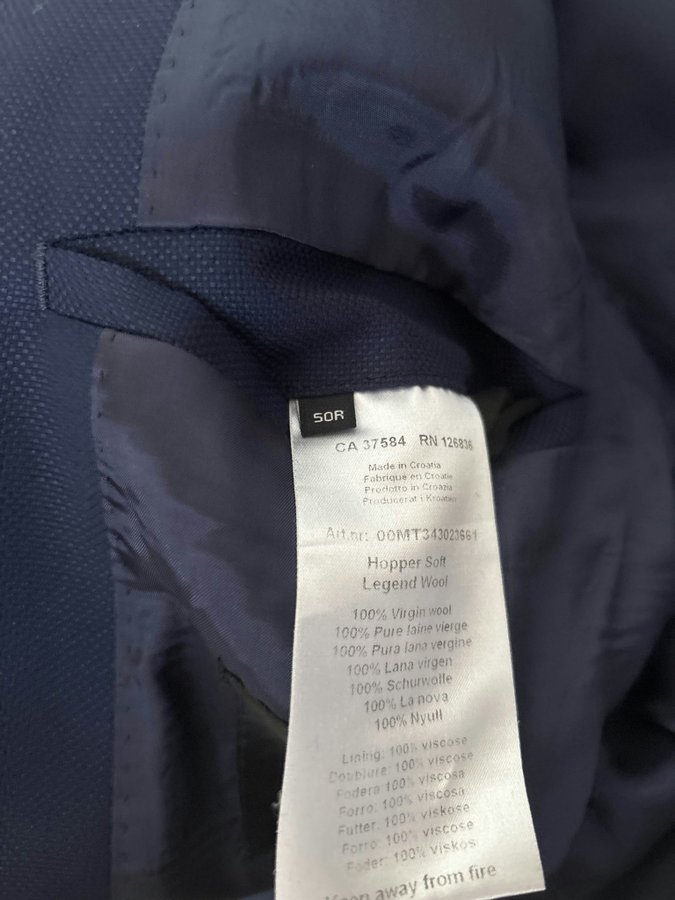 50R
CA 37584 RN 126836
Made in Croatia
Fabrique en Croatie
Prodotto in Croazia
Producerat i Kroatien
Art.nr: 00MT343023661
Hopper Soft
Legend Wool
100% Virgin wool
100% Pure laine vierge
100% Pura lana vergine
100% Lana virgen
100% Schurwolle
100% La nova
100% Nyull
Lining: 100% viscose
Doublure: 100% viscose
Fodera 100% viscosa
Forro: 100% viscosa
Futter: 100% viskose
Forro: 100% viscose
Foder: 100% viskos
Keep away from fire